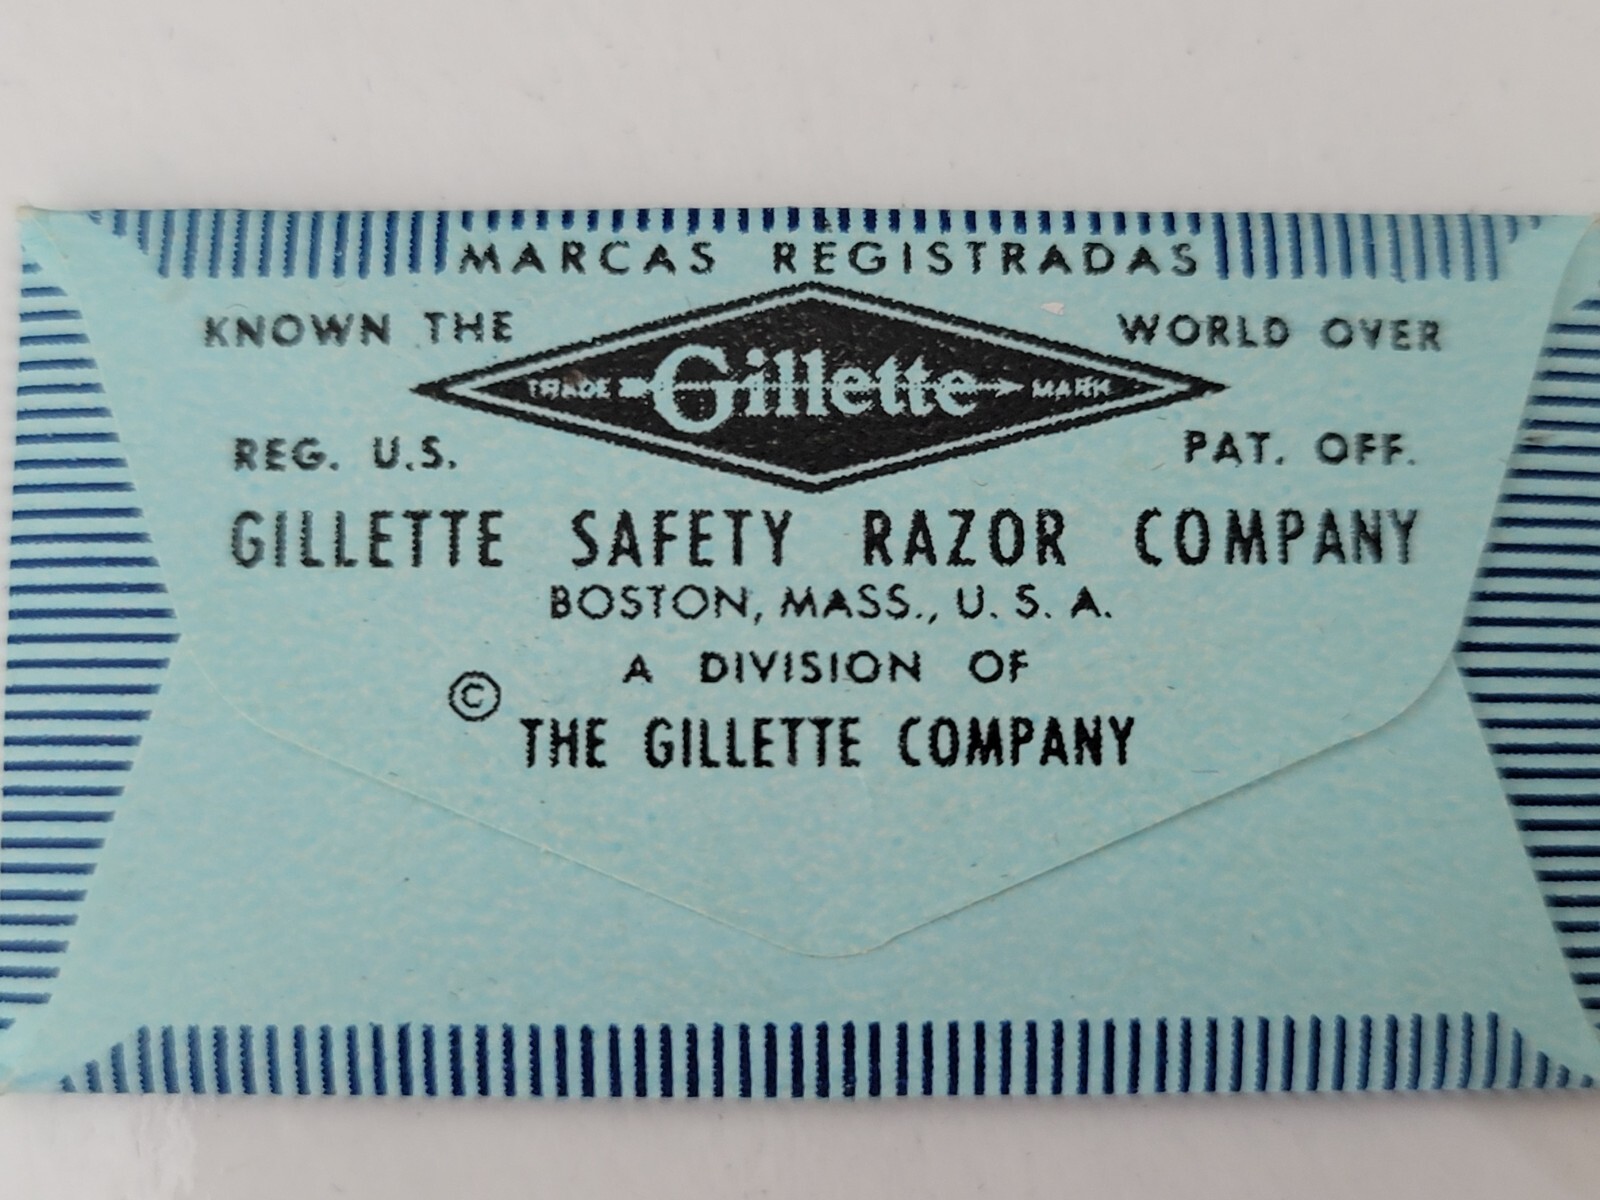 MARCAS REGISTRADAS
KNOWN THE WORLD OVER
TRADE Gillette MARK
REG. U.S. PAT. OFF.
GILLETTE SAFETY RAZOR COMPANY
BOSTON, MASS., U. S. A.
A DIVISION OF
© THE GILLETTE COMPANY